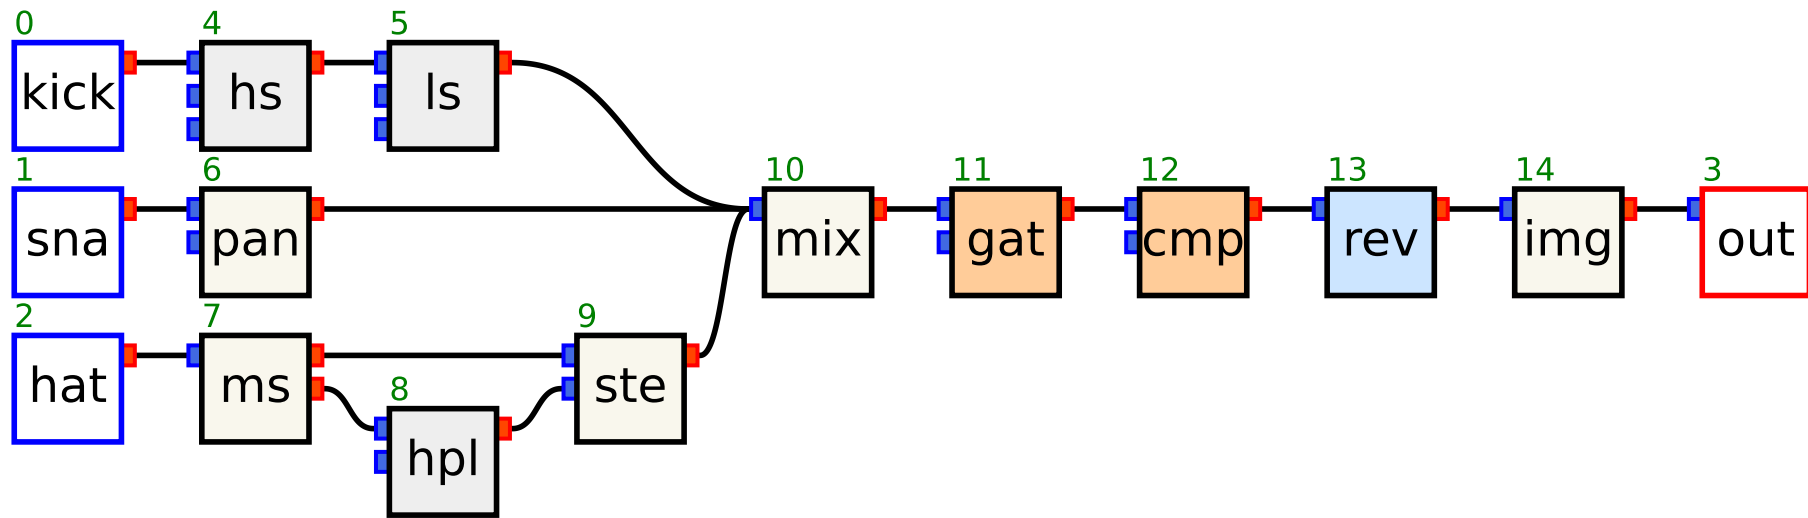 0 4 5
kick hs ls
1 6 10 11 12 13 14 3
sna pan mix gat cmp rev img out
2 7 9
hat ms ste
8
hpl